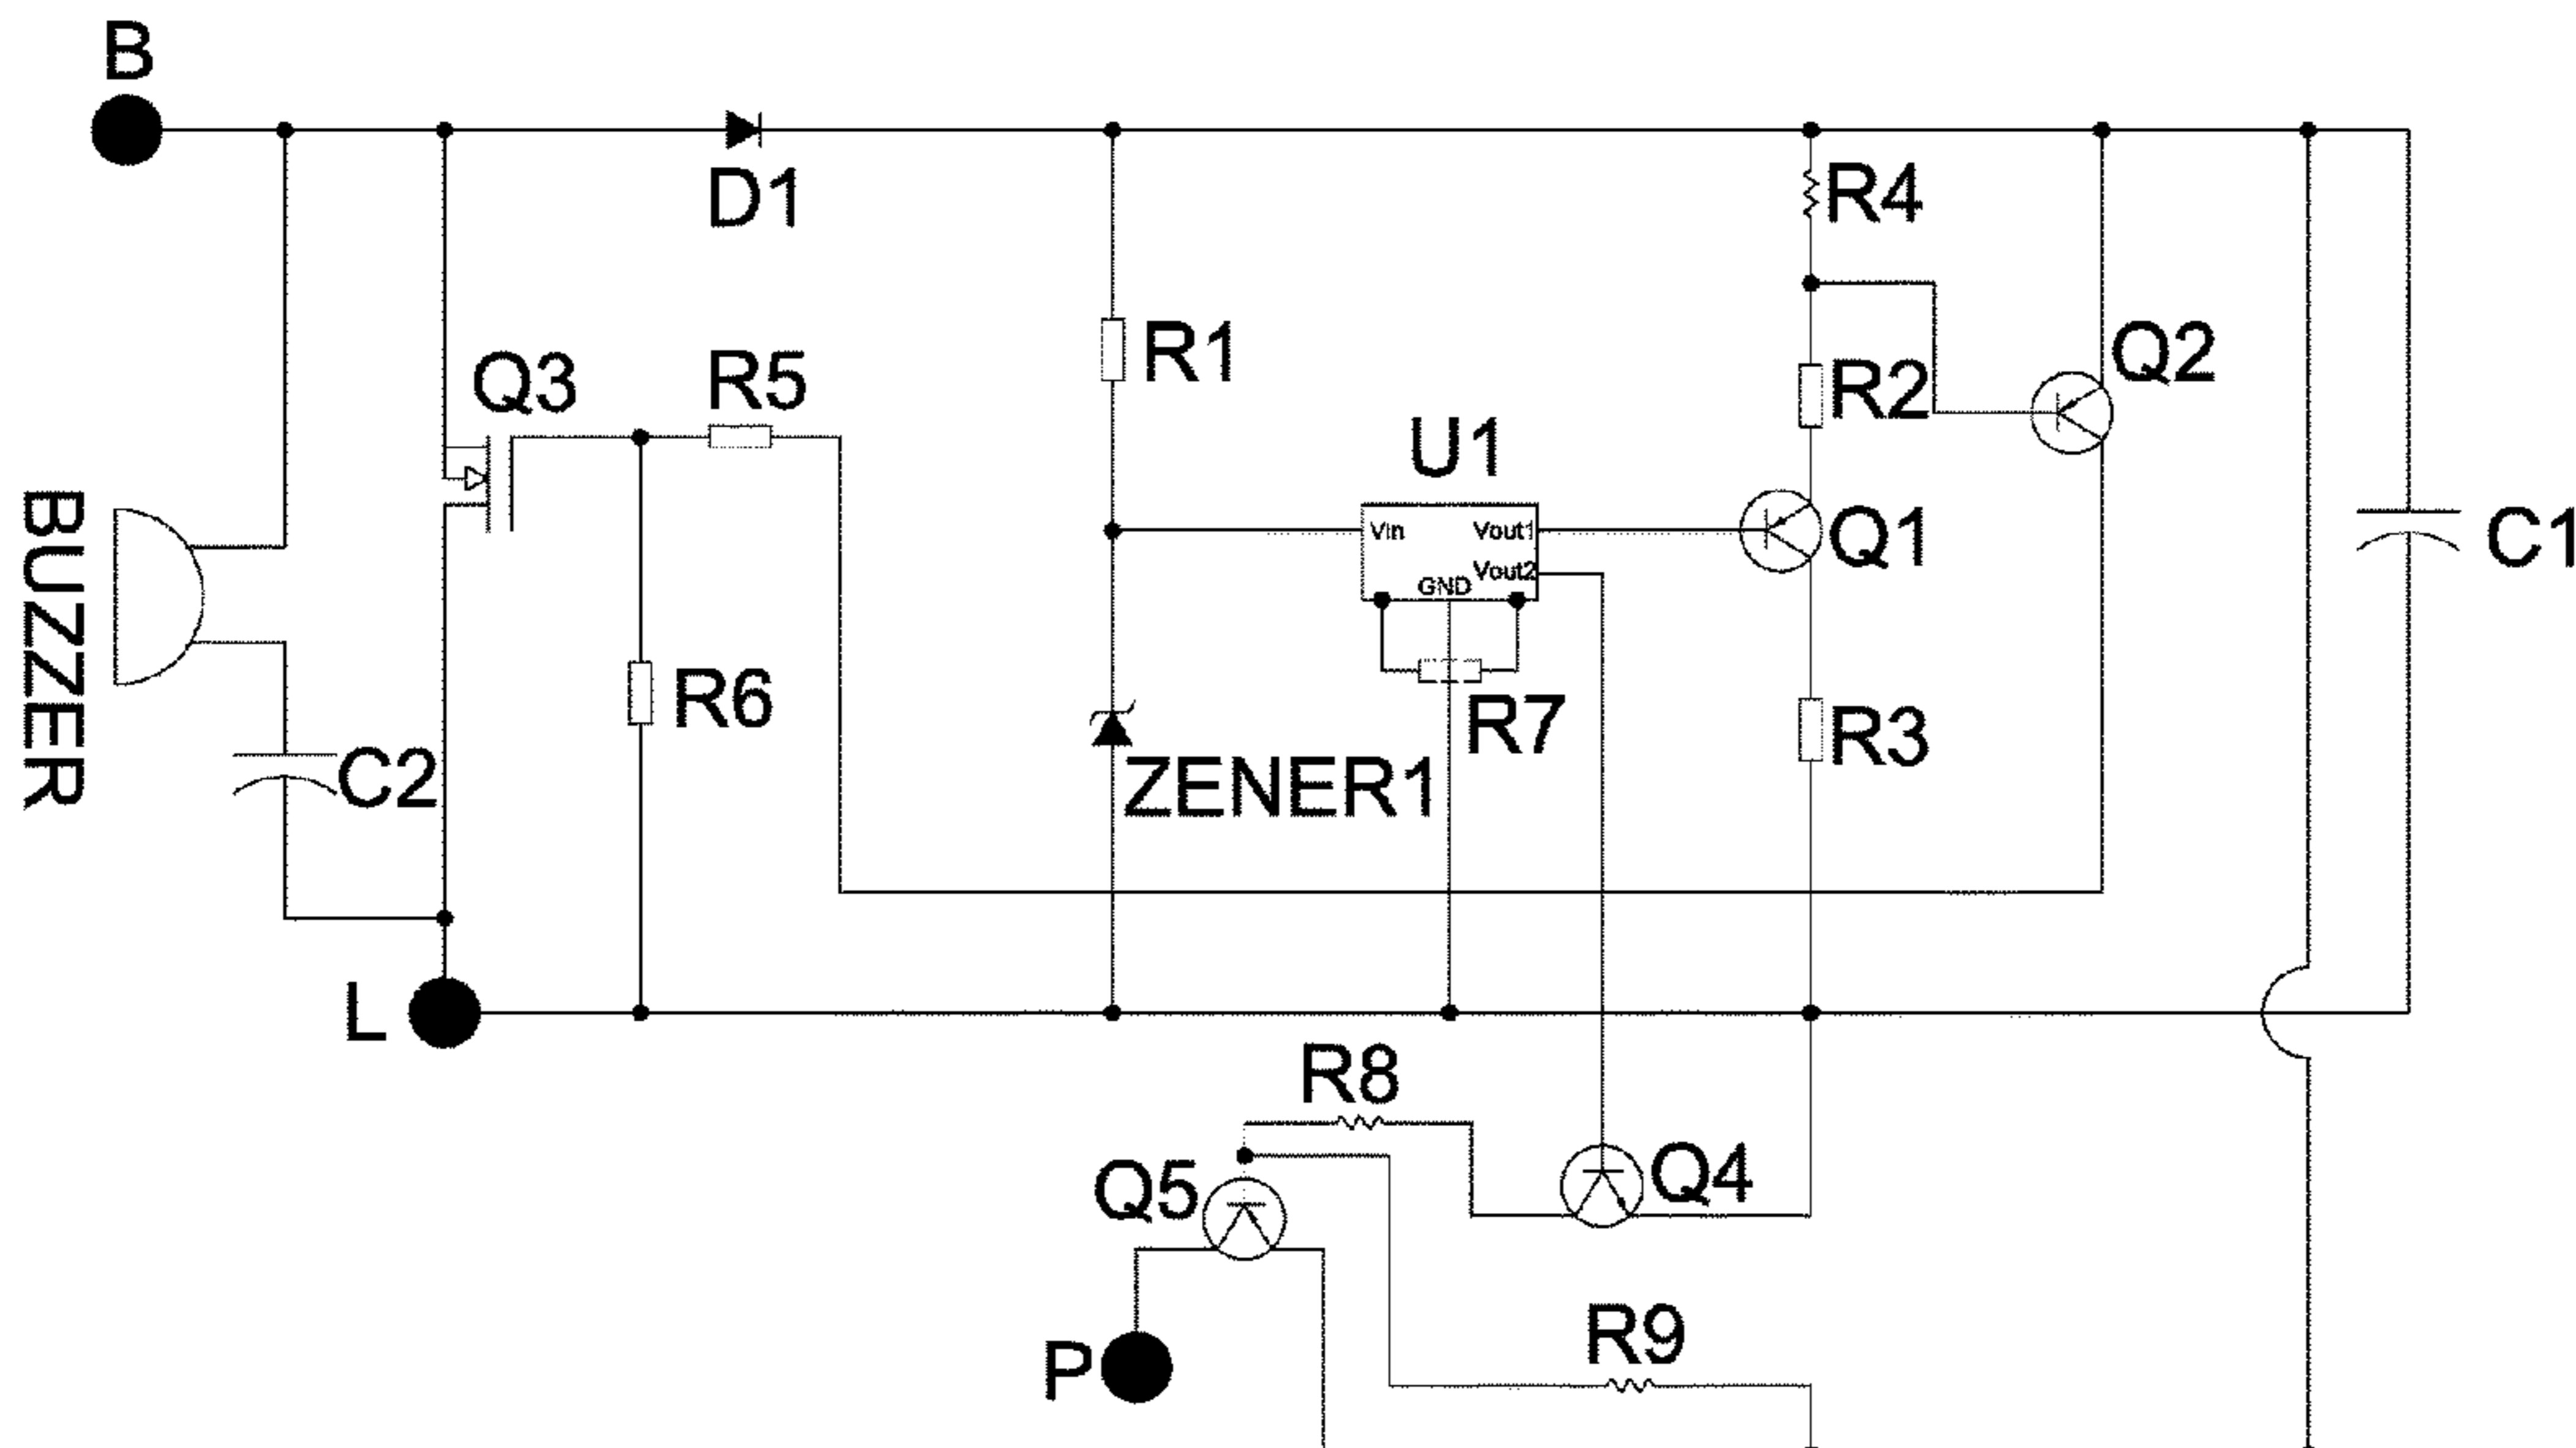 B
D1
R4
Q3
R5
R1
R2
Q2
U1
Vin
Vout1
Vout2
GND
Q1
C1
BUZZER
R6
R7
R3
C2
ZENER1
L
R8
Q5
Q4
P
R9